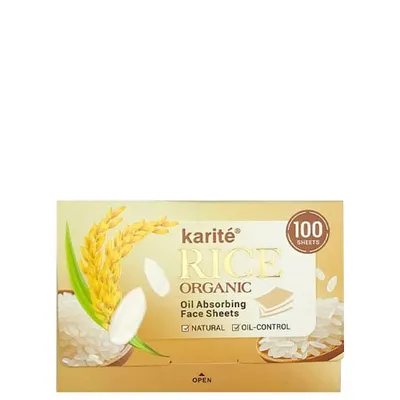 karité®
RICE
ORGANIC
Oil Absorbing
Face Sheets
☑ NATURAL ☑ OIL-CONTROL
100
SHEETS
OPEN